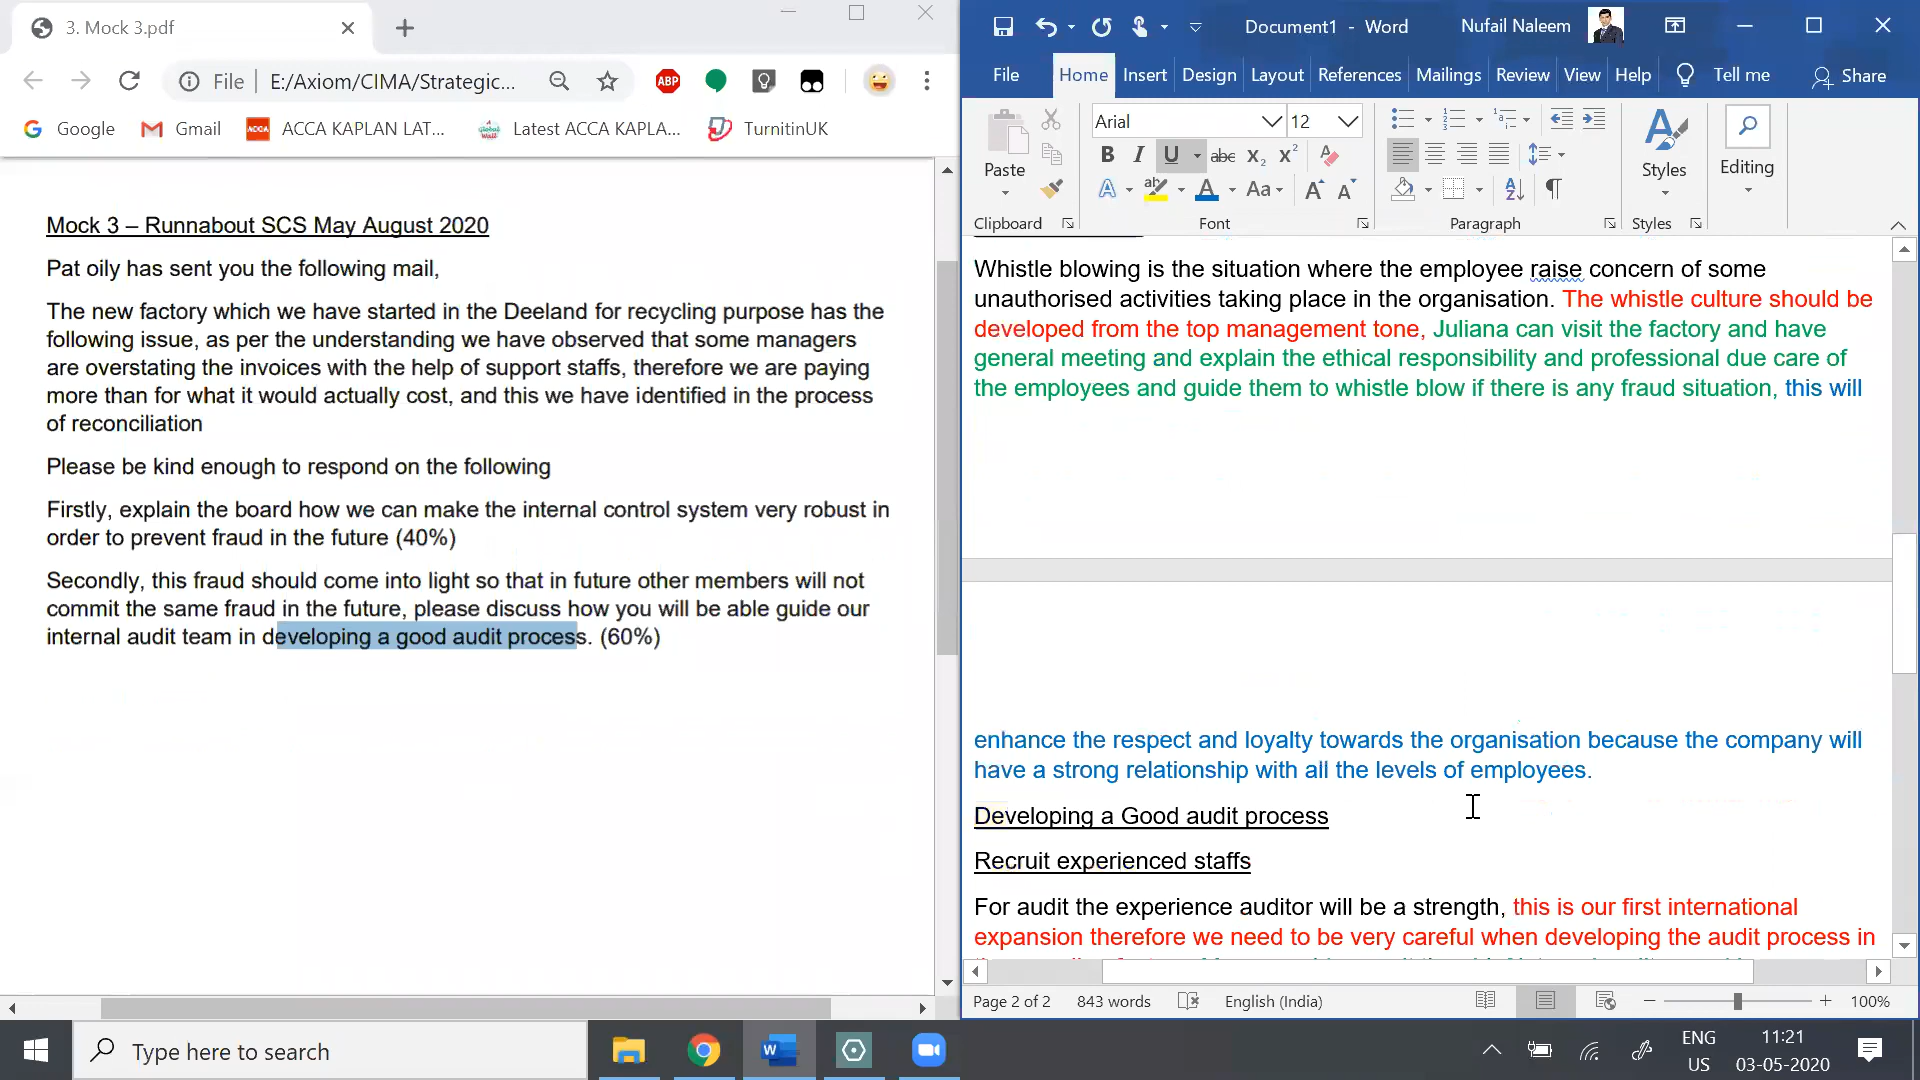 3. Mock 3.pdf
File
E:/Axiom/CIMA/Strategic...
ABP
Google
Gmail
ACCA
ACCA KAPLAN LAT...
Latest ACCA KAPLA...
TurnitinUK
Mock 3 – Runnabout SCS May August 2020
Pat oily has sent you the following mail,
The new factory which we have started in the Deeland for recycling purpose has the
following issue, as per the understanding we have observed that some managers
are overstating the invoices with the help of support staffs, therefore we are paying
more than for what it would actually cost, and this we have identified in the process
of reconciliation
Please be kind enough to respond on the following
Firstly, explain the board how we can make the internal control system very robust in
order to prevent fraud in the future (40%)
Secondly, this fraud should come into light so that in future other members will not
commit the same fraud in the future, please discuss how you will be able guide our
internal audit team in developing a good audit process. (60%)
Document1 - Word
Nufail Naleem
File
Home
Insert
Design
Layout
References
Mailings
Review
View
Help
Tell me
Share
Paste
Clipboard
Arial
12
B I U abc X₂ X²
A
Aa
A A
Font
Paragraph
Styles
Styles
Editing
Whistle blowing is the situation where the employee raise concern of some
unauthorised activities taking place in the organisation. The whistle culture should be
developed from the top management tone, Juliana can visit the factory and have
general meeting and explain the ethical responsibility and professional due care of
the employees and guide them to whistle blow if there is any fraud situation, this will
enhance the respect and loyalty towards the organisation because the company will
have a strong relationship with all the levels of employees.
Developing a Good audit process
Recruit experienced staffs
For audit the experience auditor will be a strength, this is our first international
expansion therefore we need to be very careful when developing the audit process in
Page 2 of 2
843 words
English (India)
100%
Type here to search
ENG
US
11:21
03-05-2020